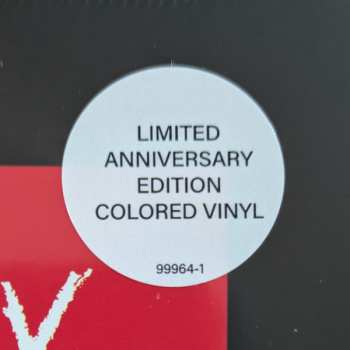 LIMITED
ANNIVERSARY
EDITION
COLORED VINYL
99964-1